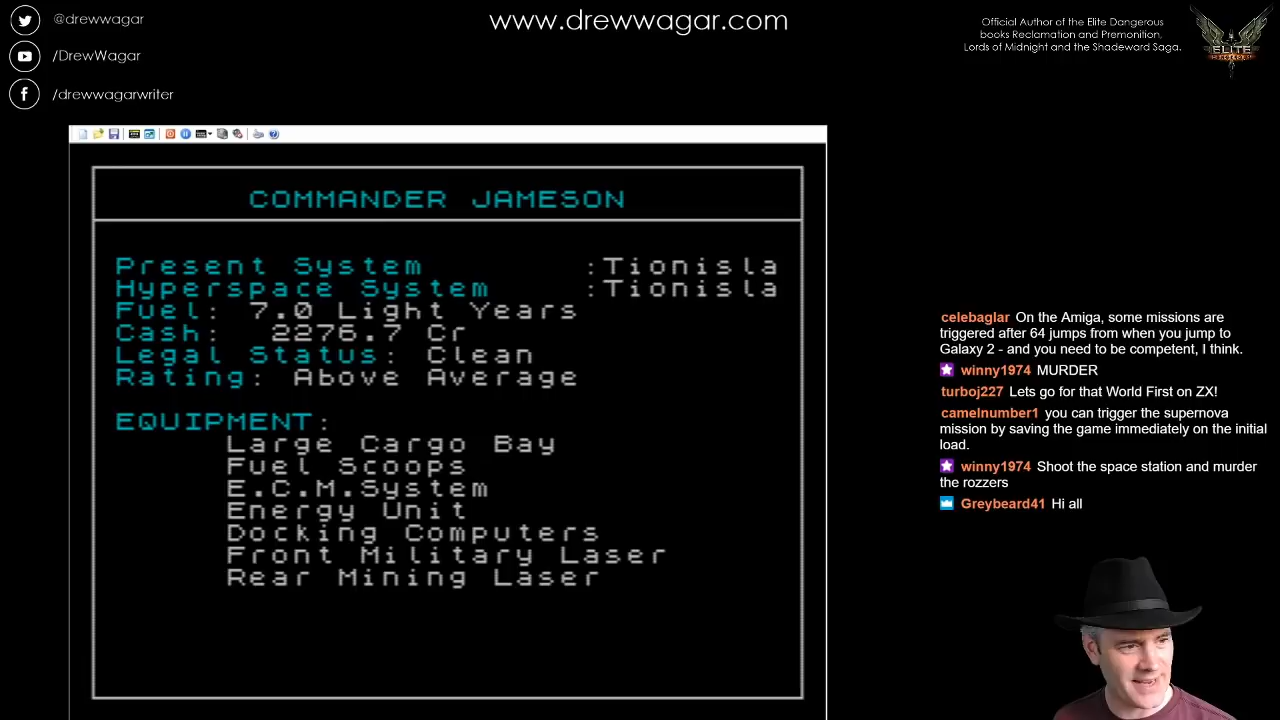 @drewwagar
/DrewWagar
/drewwagarwriter
www.drewwagar.com
Official Author of the Elite Dangerous
books Reclamation and Premonition,
Lords of Midnight and the Shadeward Saga.
ELITE
DANGEROUS
COMMANDER JAMESON
Present System :Tionisla
Hyperspace System :Tionisla
Fuel: 7.0 Light Years
Cash: 2276.7 Cr
Legal Status: Clean
Rating: Above Average
EQUIPMENT:
Large Cargo Bay
Fuel Scoops
E.C.M.System
Energy Unit
Docking Computers
Front Military Laser
Rear Mining Laser
celebaglar On the Amiga, some missions are
triggered after 64 jumps from when you jump to
Galaxy 2 - and you need to be competent, I think.
winny1974 MURDER
turboj227 Lets go for that World First on ZX!
camelnumber1 you can trigger the supernova
mission by saving the game immediately on the initial
load.
winny1974 Shoot the space station and murder
the rozzers
Greybeard41 Hi all